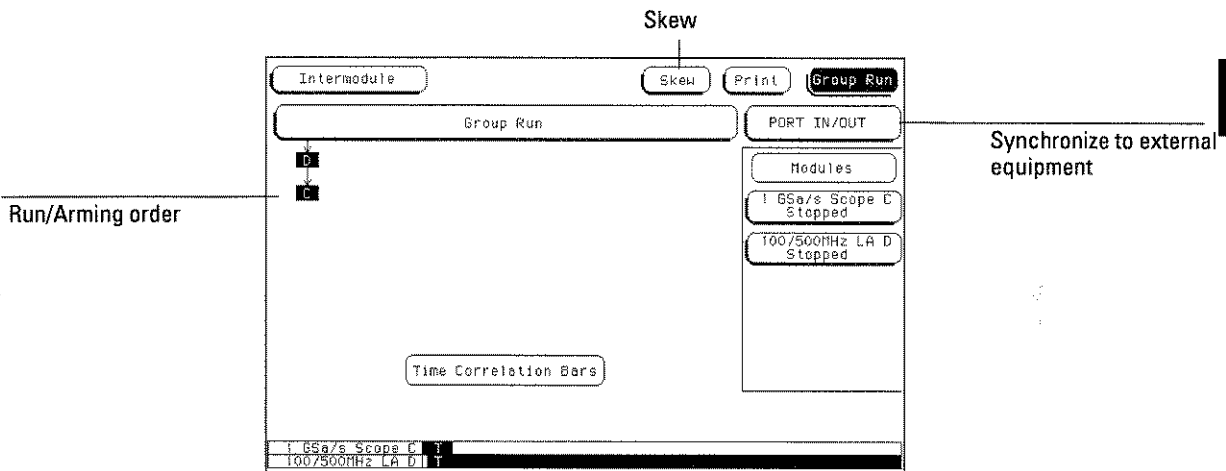 Skew
Intermodule
Skew
Print
Group Run
Group Run
PORT IN/OUT
Synchronize to external
equipment
D
Modules
C
Run/Arming order
1 GSa/s Scope C
Stopped
100/500MHz LA D
Stopped
Time Correlation Bars
1 GSa/s Scope C T
100/500MHz LA D T